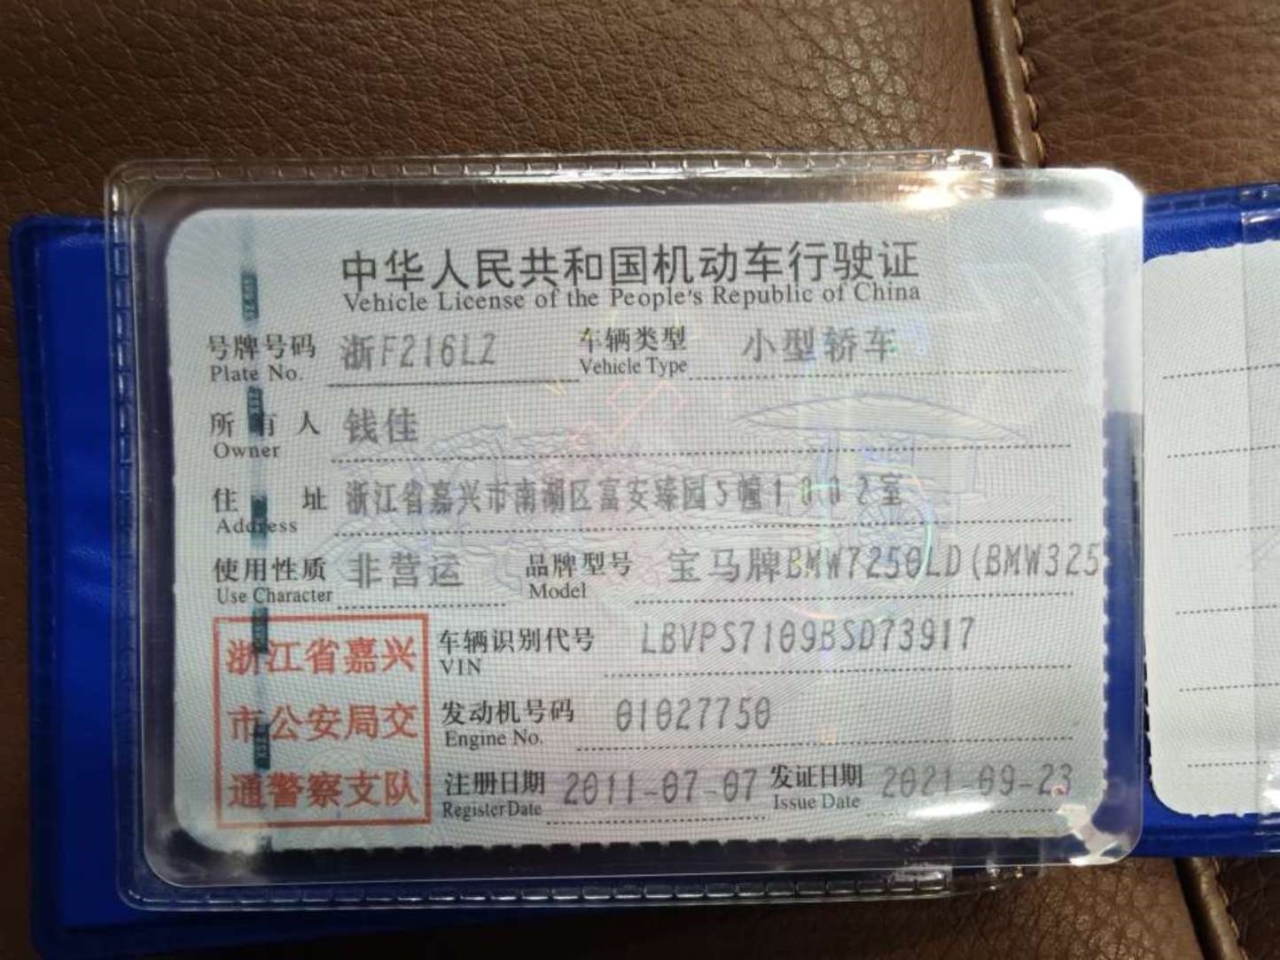 中华人民共和国机动车行驶证
Vehicle License of the People's Republic of China
号牌号码 浙F216LZ 车辆类型 小型轿车
Plate No. Vehicle Type
所有人 钱佳
Owner
住址 浙江省嘉兴市南湖区富安臻园5幢1802室
Address
使用性质 非营运 品牌型号 宝马牌BMW7250LD(BMW325
Use Character Model
浙江省嘉兴
市公安局交
通警察支队
车辆识别代号 LBVPS7109BSD73917
VIN
发动机号码 01027750
Engine No.
注册日期 2011-07-07 发证日期 2021-09-23
Register Date Issue Date